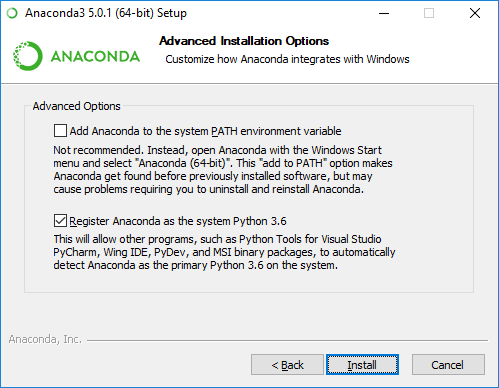 Anaconda3 5.0.1 (64-bit) Setup
ANACONDA
Advanced Installation Options
Customize how Anaconda integrates with Windows
Advanced Options
Add Anaconda to the system PATH environment variable
Not recommended. Instead, open Anaconda with the Windows Start
menu and select "Anaconda (64-bit)". This "add to PATH" option makes
Anaconda get found before previously installed software, but may
cause problems requiring you to uninstall and reinstall Anaconda.
Register Anaconda as the system Python 3.6
This will allow other programs, such as Python Tools for Visual Studio
PyCharm, Wing IDE, PyDev, and MSI binary packages, to automatically
detect Anaconda as the primary Python 3.6 on the system.
Anaconda, Inc.
< Back Install Cancel